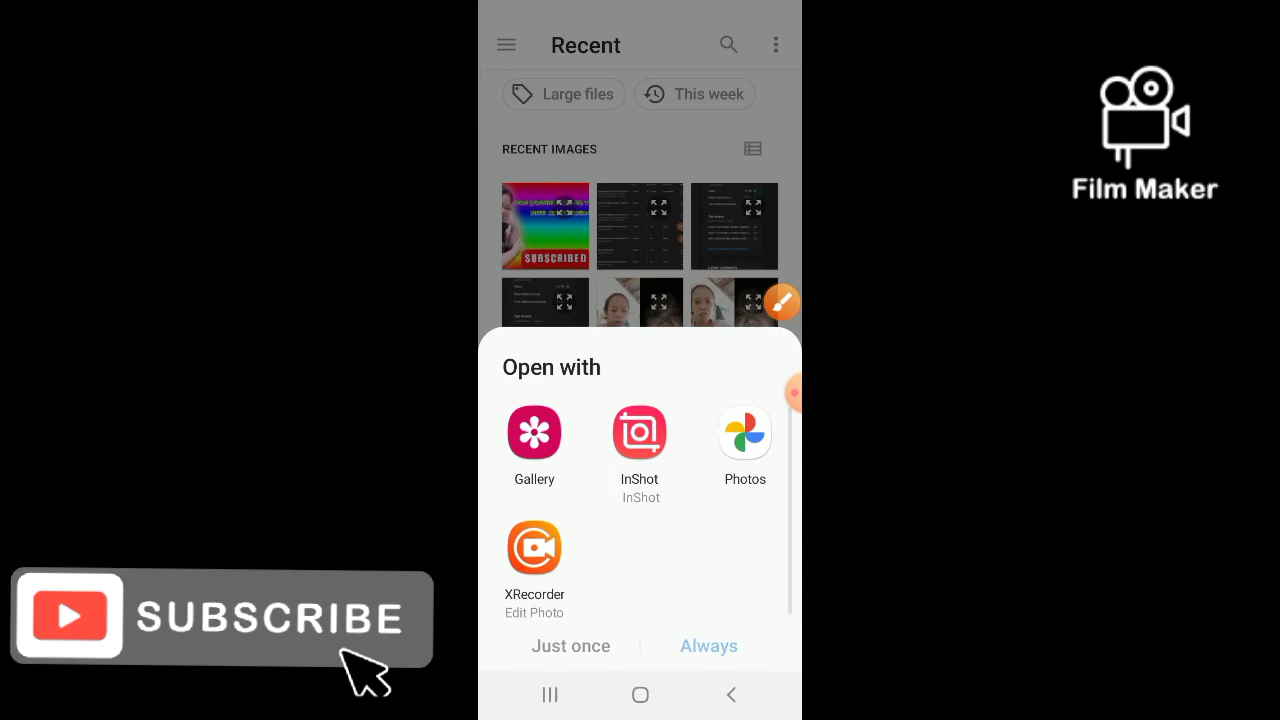 Recent
Large files
This week
RECENT IMAGES
SUBSCRIBED
Open with
Gallery
InShot
Photos
InShot
XRecorder
Edit Photo
Just once
Always
SUBSCRIBE
Film Maker